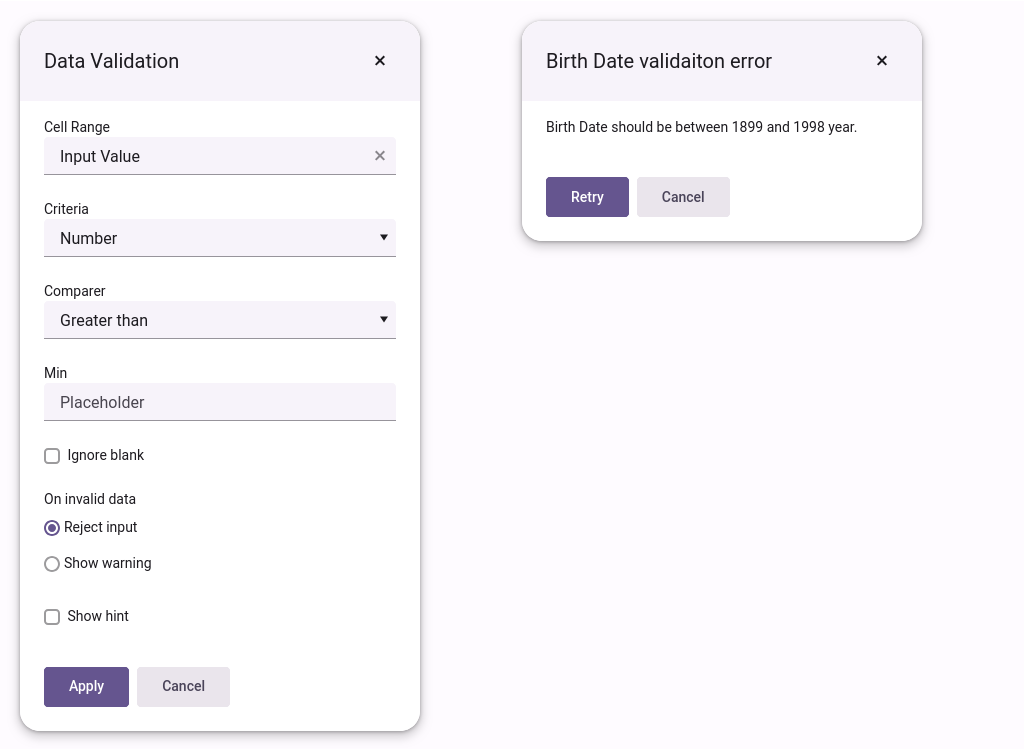 Data Validation
Cell Range
Input Value
Criteria
Number
Comparer
Greater than
Min
Placeholder
Ignore blank
On invalid data
Reject input
Show warning
Show hint
Apply Cancel
Birth Date validaiton error
Birth Date should be between 1899 and 1998 year.
Retry Cancel